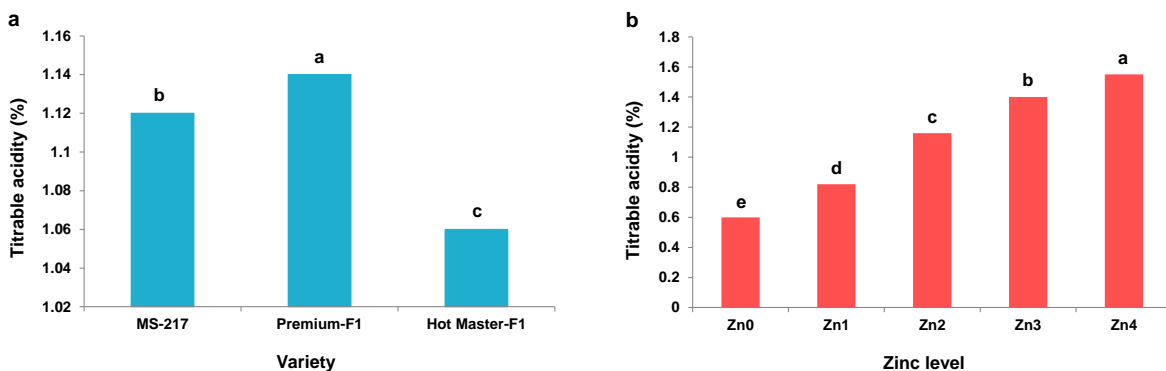 a
Titrable acidity (%)
1.16
1.14
1.12
1.1
1.08
1.06
1.04
1.02
b
a
c
MS-217
Premium-F1
Hot Master-F1
Variety
b
Titrable acidity (%)
1.8
1.6
1.4
1.2
1
0.8
0.6
0.4
0.2
0
e
d
c
b
a
Zn0
Zn1
Zn2
Zn3
Zn4
Zinc level